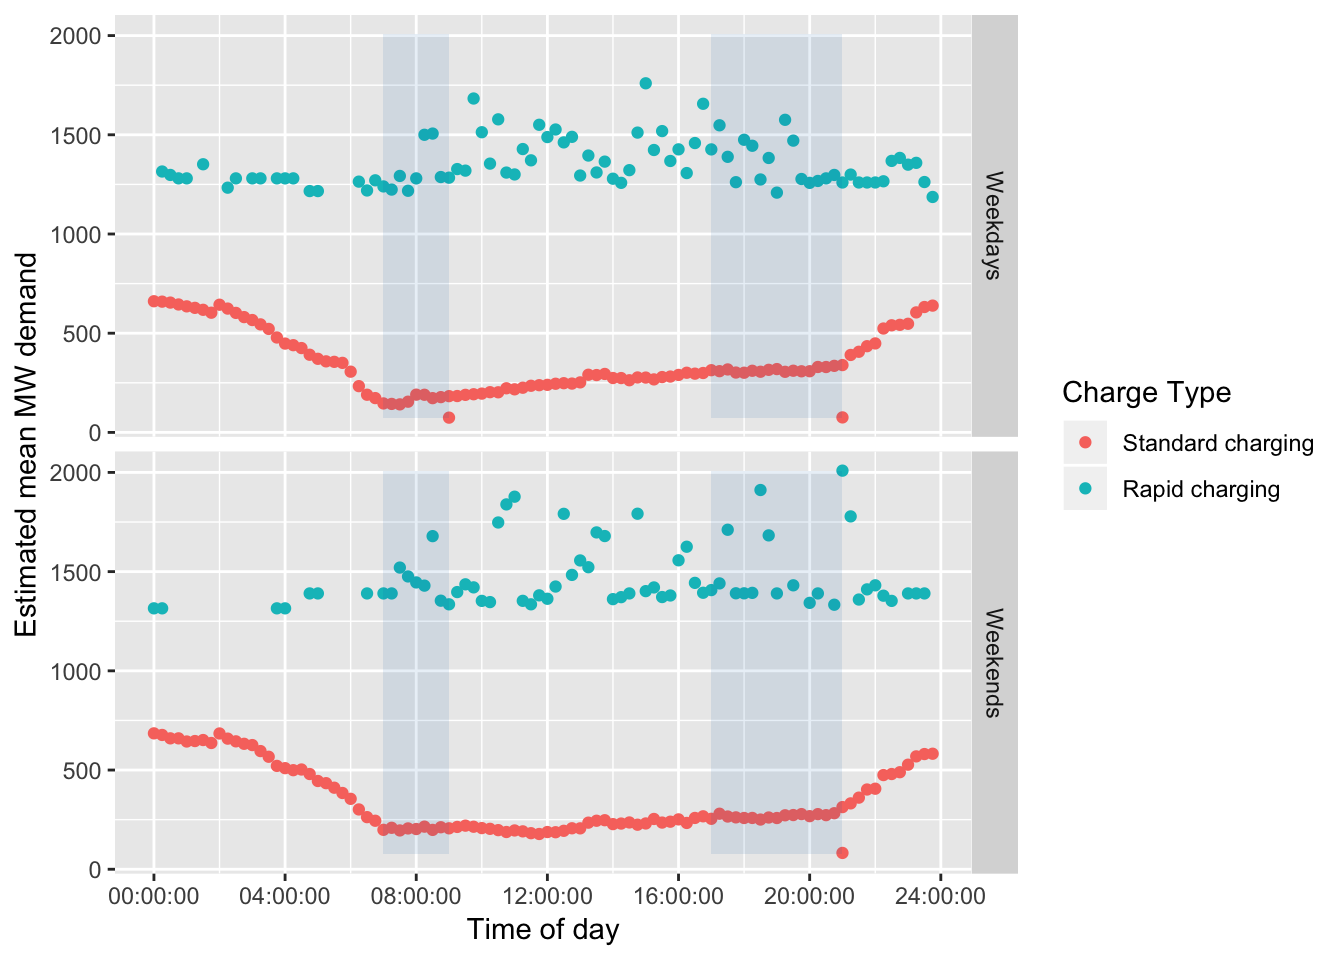 Estimated mean MW demand
2000
1500
1000
500
0
Weekdays
2000
1500
1000
500
0
Weekends
00:00:00 04:00:00 08:00:00 12:00:00 16:00:00 20:00:00 24:00:00
Time of day
Charge Type
Standard charging
Rapid charging